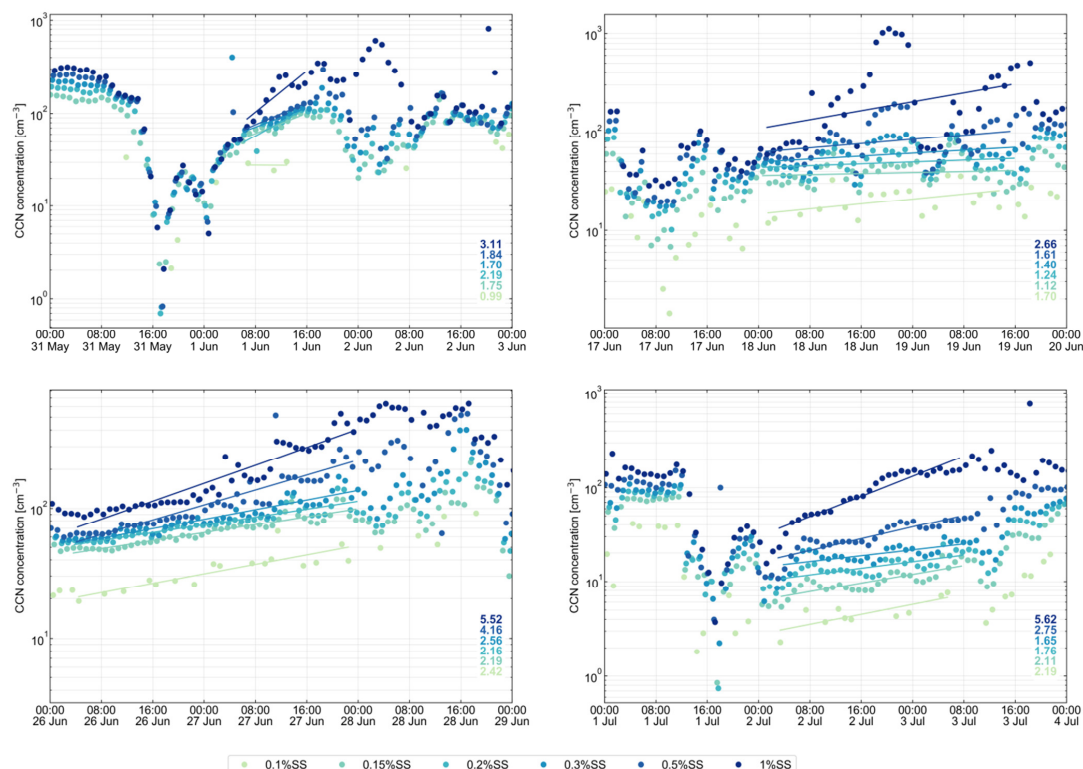 10³
10²
10¹
10⁰
CCN concentration [cm⁻³]
3.11
1.84
1.70
2.19
1.75
0.99
00:00 08:00 16:00 00:00 08:00 16:00 00:00 08:00 16:00 00:00
31 May 31 May 31 May 1 Jun 1 Jun 1 Jun 2 Jun 2 Jun 2 Jun 3 Jun
10³
10²
10¹
CCN concentration [cm⁻³]
2.66
1.61
1.40
1.24
1.12
1.70
00:00 08:00 16:00 00:00 08:00 16:00 00:00 08:00 16:00 00:00
17 Jun 17 Jun 17 Jun 18 Jun 18 Jun 18 Jun 19 Jun 19 Jun 19 Jun 20 Jun
10²
10¹
CCN concentration [cm⁻³]
5.52
4.16
2.56
2.16
2.19
2.42
00:00 08:00 16:00 00:00 08:00 16:00 00:00 08:00 16:00 00:00
26 Jun 26 Jun 26 Jun 27 Jun 27 Jun 27 Jun 28 Jun 28 Jun 28 Jun 29 Jun
10³
10²
10¹
10⁰
CCN concentration [cm⁻³]
5.62
2.75
1.65
1.76
2.11
2.19
00:00 08:00 16:00 00:00 08:00 16:00 00:00 08:00 16:00 00:00
1 Jul 1 Jul 1 Jul 2 Jul 2 Jul 2 Jul 3 Jul 3 Jul 3 Jul 4 Jul
0.1%SS 0.15%SS 0.2%SS 0.3%SS 0.5%SS 1%SS